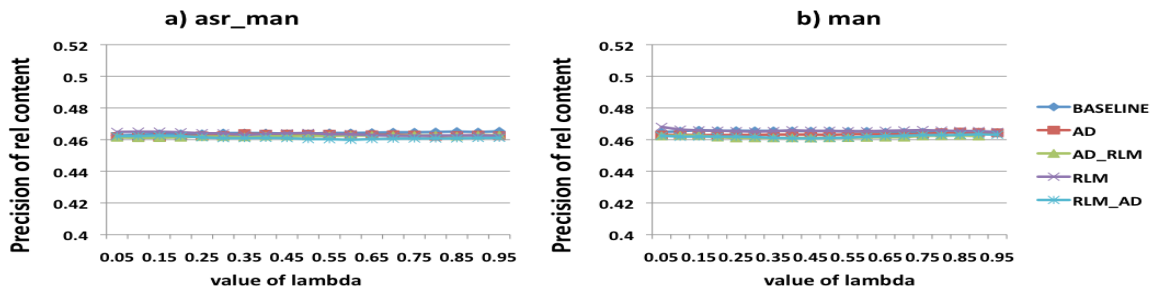 a) asr_man
Precision of rel content
0.52
0.5
0.48
0.46
0.44
0.42
0.4
0.05 0.15 0.25 0.35 0.45 0.55 0.65 0.75 0.85 0.95
value of lambda
b) man
Precision of rel content
0.52
0.5
0.48
0.46
0.44
0.42
0.4
0.05 0.15 0.25 0.35 0.45 0.55 0.65 0.75 0.85 0.95
value of lambda
BASELINE
AD
AD_RLM
RLM
RLM_AD